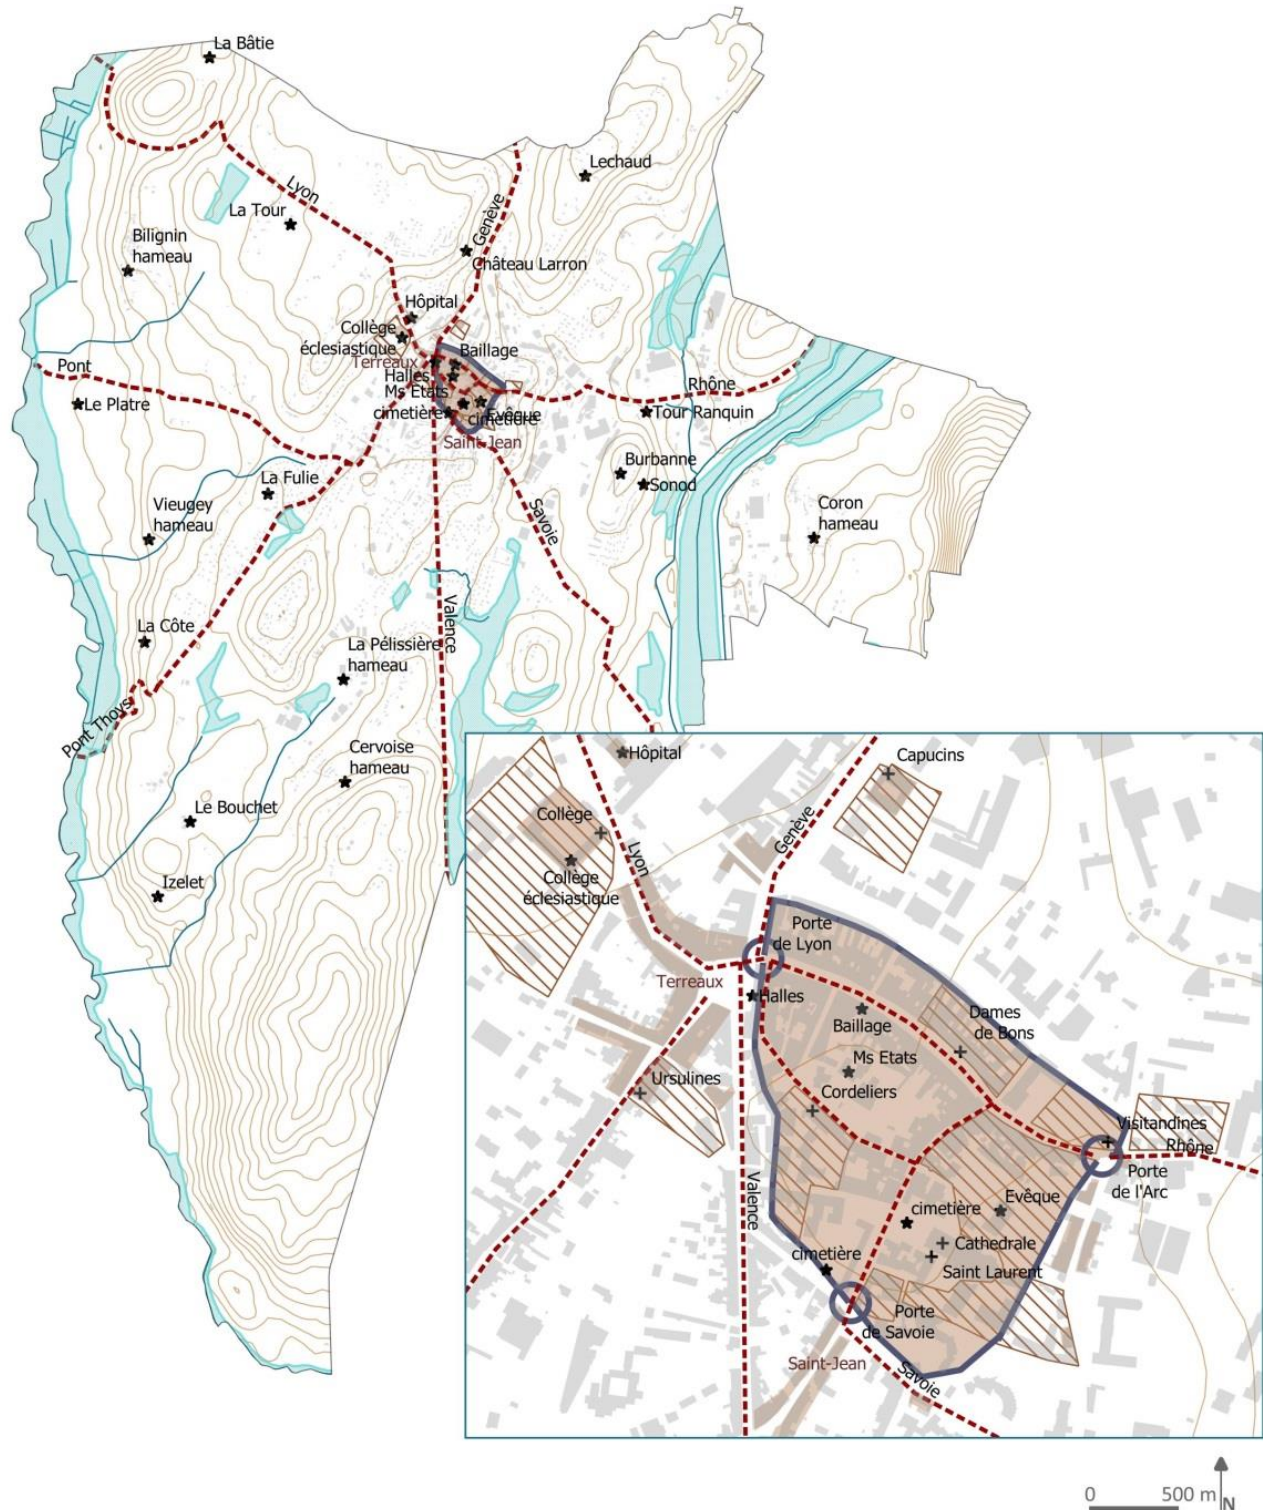 La Bâtie
Lechaud
Lyon
La Tour
Genève
Bilignin
hameau
Château Larron
Hôpital
Collège
éclesiastique
Terreaux
Baillage
Halles
Pont
Ms Etats
Rhône
Le Platre
cimetière
Evêque
cimetière
Tour Ranquin
Saint-Jean
Burbanne
La Fulie
Sonod
Vieugey
hameau
Savoie
Coron
hameau
Valence
La Côte
La Pélissière
hameau
Pont Thoys
Cervoise
hameau
Le Bouchet
Izelet
Hôpital
Capucins
Collège
Genève
Lyon
Collège
éclesiastique
Porte
de Lyon
Terreaux
Halles
Baillage
Dames
de Bons
Ms Etats
Ursulines
Cordeliers
Visitandines
Rhône
Porte
de l'Arc
Valence
Evêque
cimetière
Cathedrale
cimetière
Saint Laurent
Porte
de Savoie
Saint-Jean
Savoie
0 500 m
N